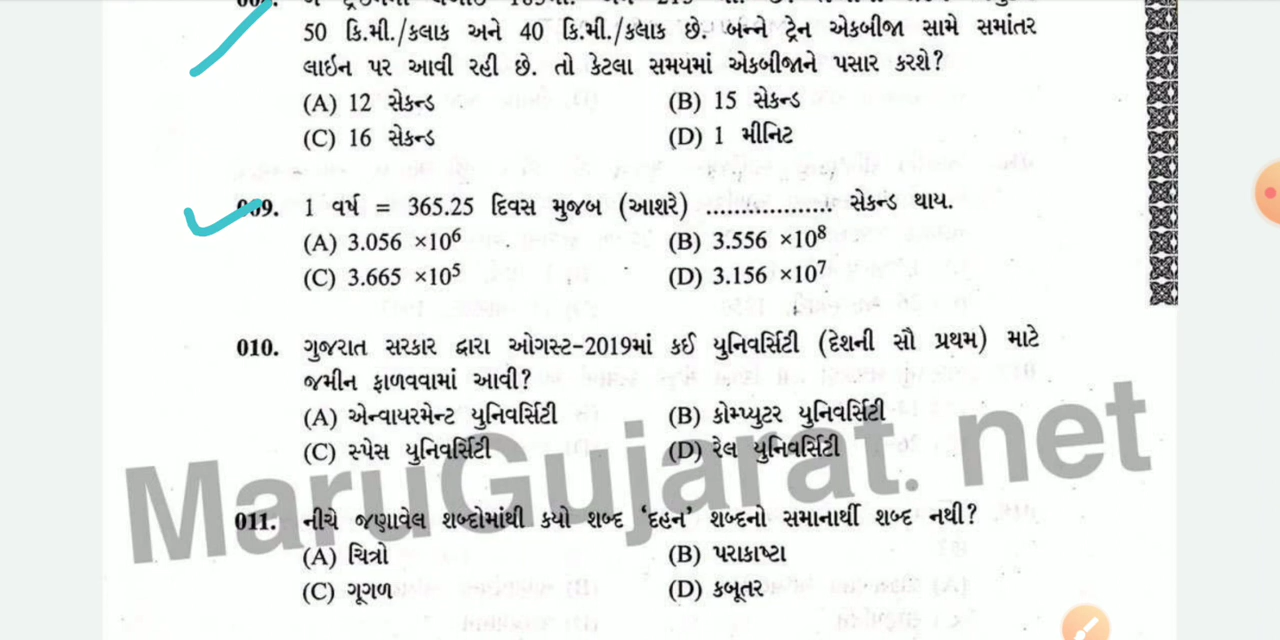 50 કિ.મી./કલાક અને 40 કિ.મી./કલાક છે. બન્ને ટ્રેન એકબીજા સામે સમાંતર
લાઇન પર આવી રહી છે. તો કેટલા સમયમાં એકબીજાને પસાર કરશે?
(A) 12 સેકન્ડ (B) 15 સેકન્ડ
(C) 16 સેકન્ડ (D) 1 મીનિટ
009. 1 વર્ષ = 365.25 દિવસ મુજબ (આશરે) .................. સેકન્ડ થાય.
(A) 3.056 ×10⁶ (B) 3.556 ×10⁸
(C) 3.665 ×10⁵ (D) 3.156 ×10⁷
010. ગુજરાત સરકાર દ્વારા ઓગસ્ટ-2019માં કઈ યુનિવર્સિટી (દેશની સૌ પ્રથમ) માટે
જમીન ફાળવવામાં આવી?
(A) એન્વાયરમેન્ટ યુનિવર્સિટી (B) કોમ્પ્યુટર યુનિવર્સિટી
(C) સ્પેસ યુનિવર્સિટી (D) રેલ યુનિવર્સિટી
MaruGujarat.net
011. નીચે જણાવેલ શબ્દોમાંથી કયો શબ્દ ‘દહન’ શબ્દનો સમાનાર્થી શબ્દ નથી?
(A) ચિત્રો (B) પરાકાષ્ટા
(C) ગૂગળ (D) કબૂતર